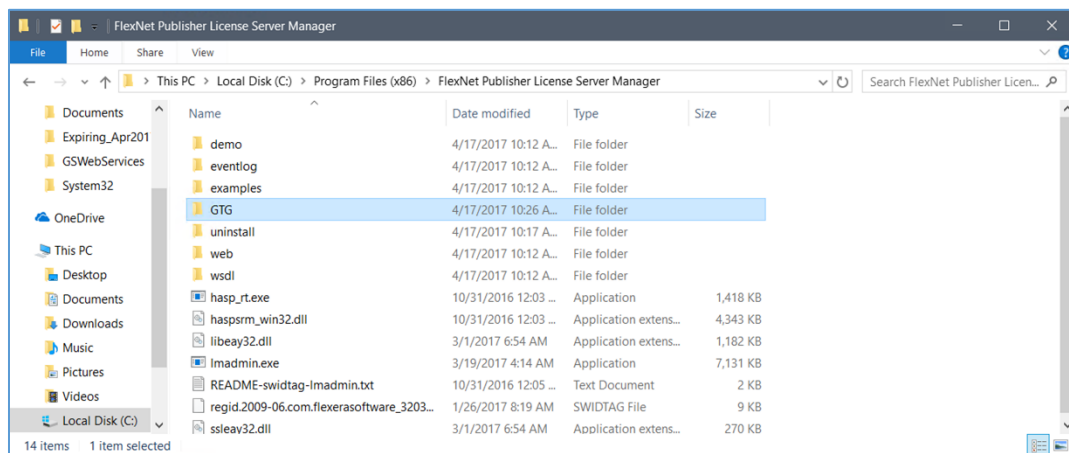 FlexNet Publisher License Server Manager
File Home Share View
This PC > Local Disk (C:) > Program Files (x86) > FlexNet Publisher License Server Manager
Search FlexNet Publisher Licen...
Documents
Expiring_Apr201
GSWebServices
System32
OneDrive
This PC
Desktop
Documents
Downloads
Music
Pictures
Videos
Local Disk (C:)
Name Date modified Type Size
demo 4/17/2017 10:12 A... File folder
eventlog 4/17/2017 10:12 A... File folder
examples 4/17/2017 10:12 A... File folder
GTG 4/17/2017 10:26 A... File folder
uninstall 4/17/2017 10:17 A... File folder
web 4/17/2017 10:12 A... File folder
wsdl 4/17/2017 10:12 A... File folder
hasp_rt.exe 10/31/2016 12:03 ... Application 1,418 KB
haspsrm_win32.dll 10/31/2016 12:03 ... Application extens... 4,343 KB
libeay32.dll 3/1/2017 6:54 AM Application extens... 1,182 KB
lmadmin.exe 3/19/2017 4:14 AM Application 7,131 KB
README-swidtag-lmadmin.txt 10/31/2016 12:05 ... Text Document 2 KB
regid.2009-06.com.flexerasoftware_3203... 1/26/2017 8:19 AM SWIDTAG File 9 KB
ssleay32.dll 3/1/2017 6:54 AM Application extens... 270 KB
14 items 1 item selected